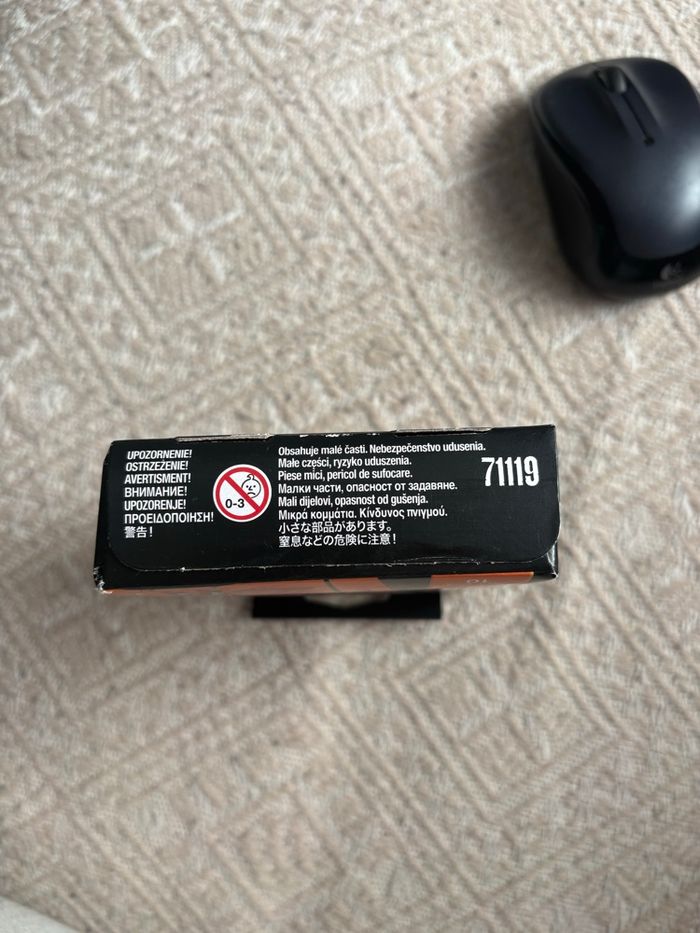 UPOZORNENIE!
OSTRZEŻENIE!
AVERTISMENT!
ВНИМАНИЕ!
UPOZORENJE!
ΠΡΟΕΙΔΟΠΟΙΗΣΗ!
警告!
0-3
Obsahuje malé časti. Nebezpečenstvo udusenia.
Małe części, ryzyko uduszenia.
Piese mici, pericol de sufocare.
Малки части, опасност от задавяне.
Mali dijelovi, opasnost od gušenja.
Μικρά κομμάτια. Κίνδυνος πνιγμού.
小さな部品があります。
窒息などの危険に注意!
71119